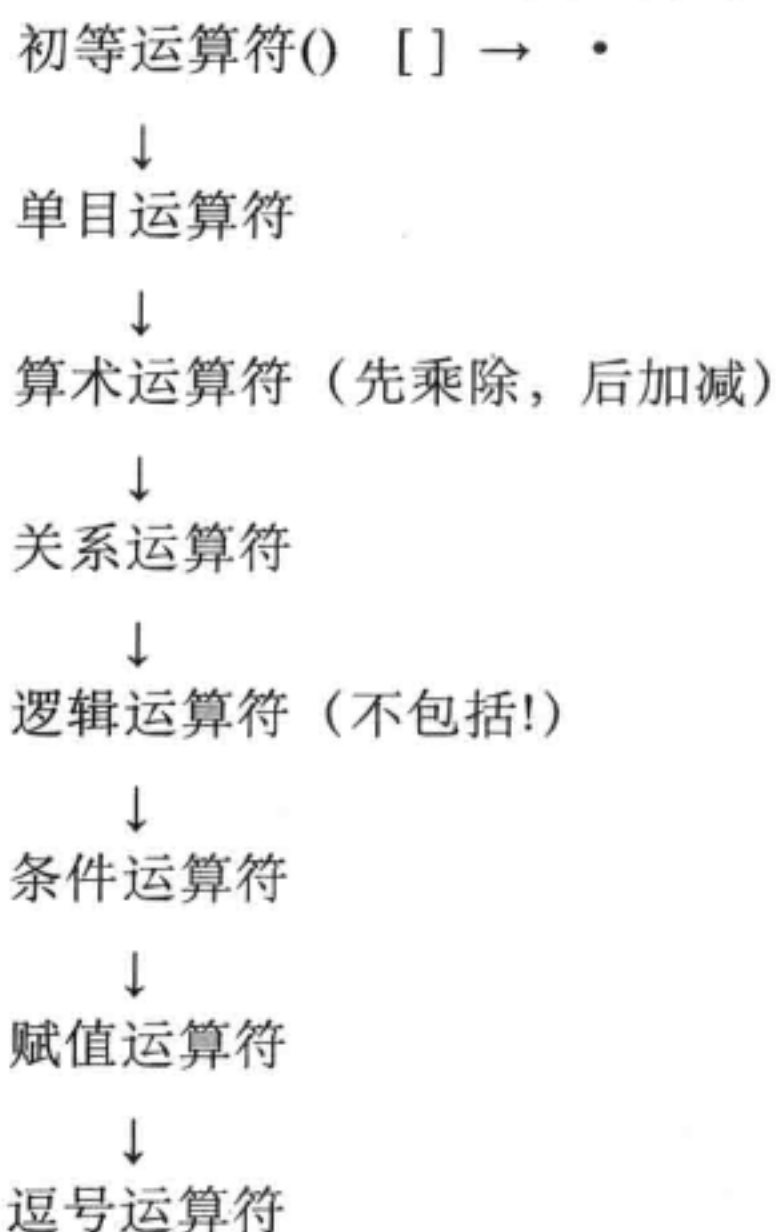 初等运算符() [ ] → •
↓
单目运算符
↓
算术运算符（先乘除，后加减）
↓
关系运算符
↓
逻辑运算符（不包括!）
↓
条件运算符
↓
赋值运算符
↓
逗号运算符